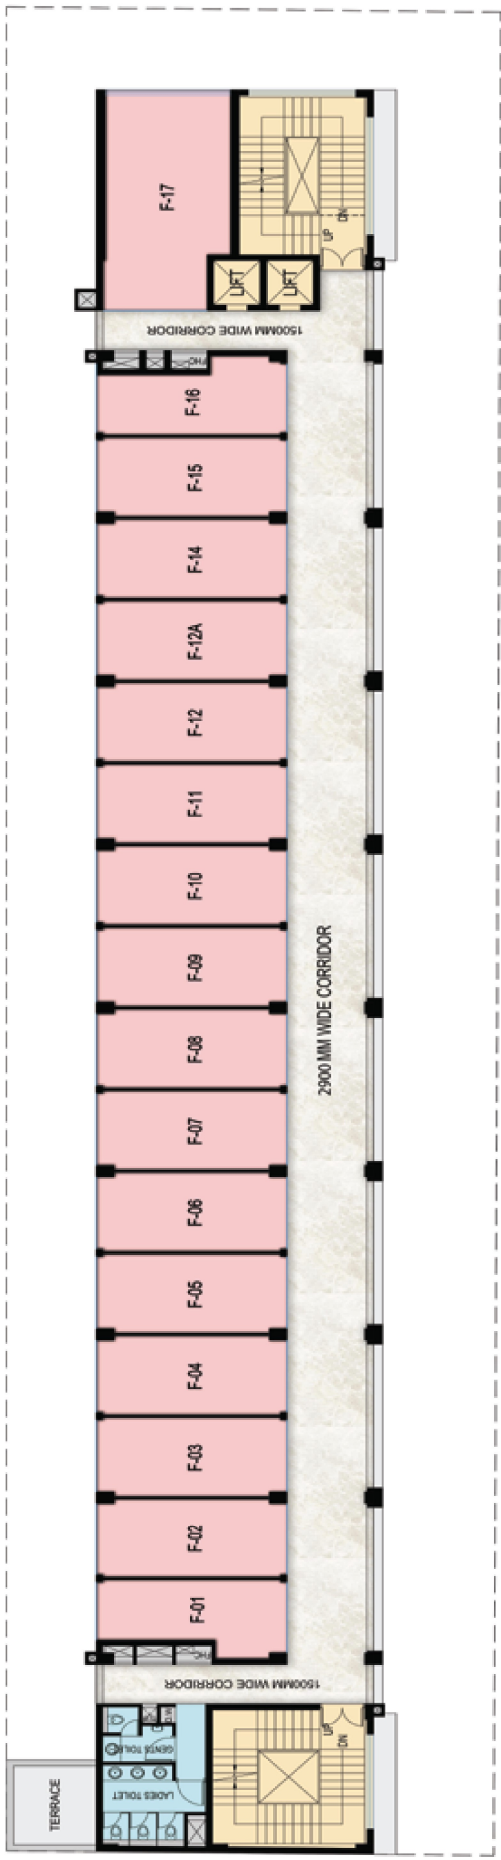 F-17
UP
DN
LIFT
LIFT
1500MM WIDE CORRIDOR
FHC
F-16
F-15
F-14
F-12A
F-12
F-11
F-10
F-09
F-08
2900 MM WIDE CORRIDOR
F-07
F-06
F-05
F-04
F-03
F-02
F-01
FHC
1500MM WIDE CORRIDOR
GENTS TOILET
LADIES TOILET
UP
DN
TERRACE